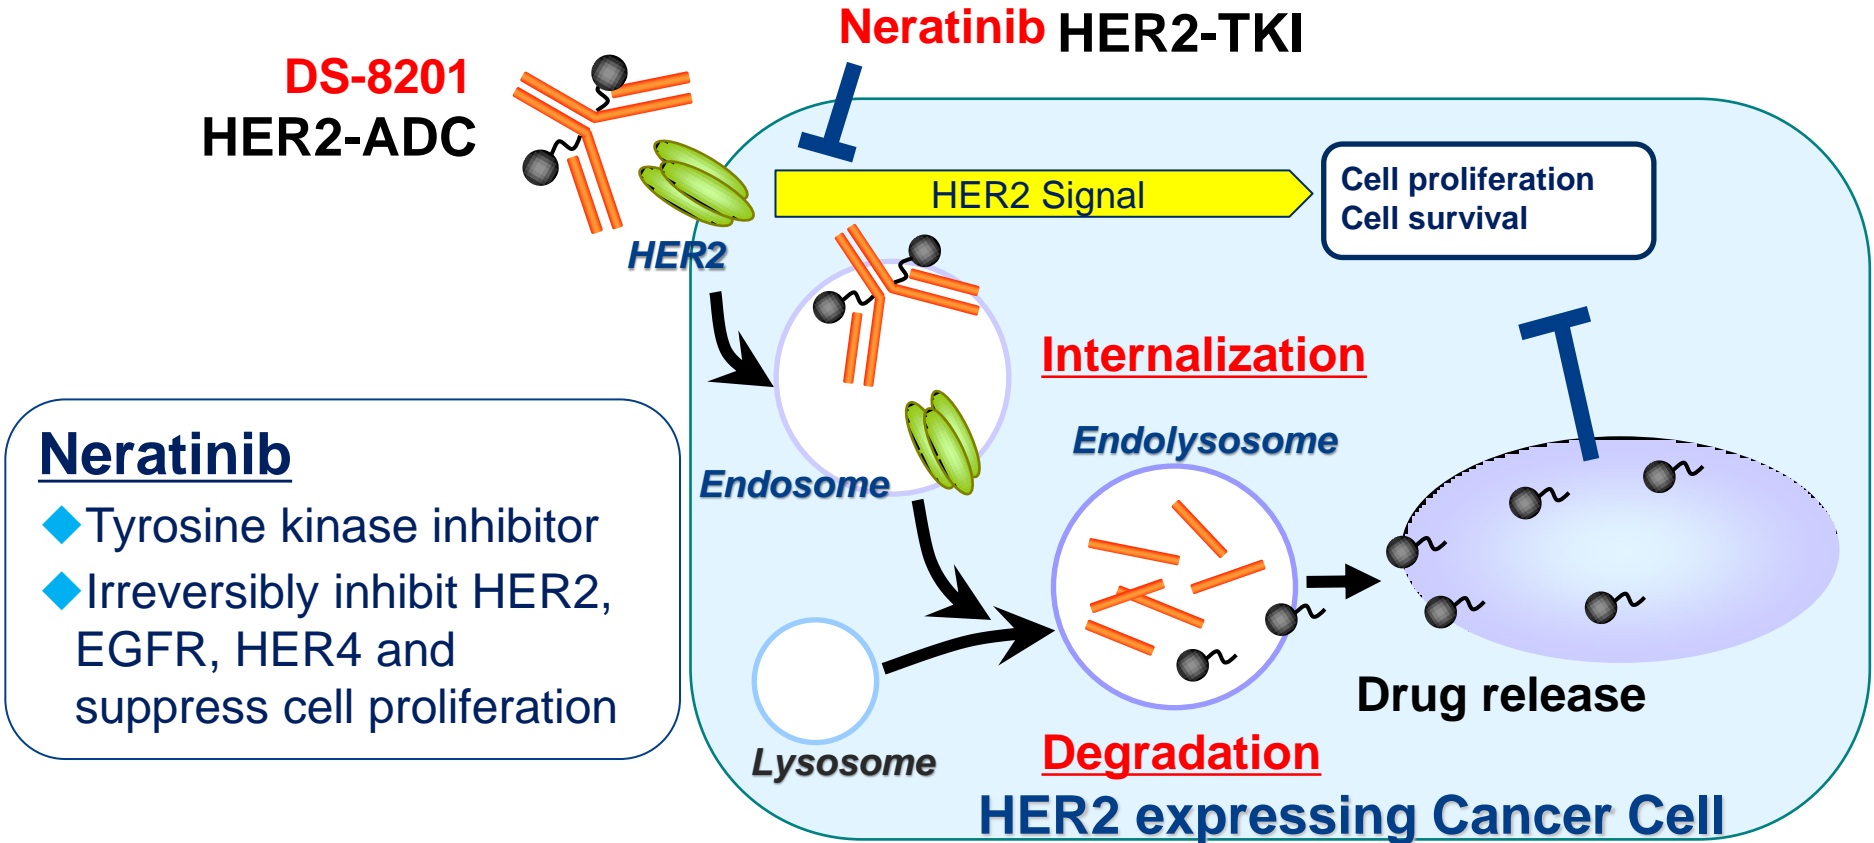 Neratinib HER2-TKI
DS-8201
HER2-ADC
HER2 Signal
Cell proliferation
Cell survival
HER2
Internalization
Endosome
Endolysosome
Neratinib
Tyrosine kinase inhibitor
Irreversibly inhibit HER2,
EGFR, HER4 and
suppress cell proliferation
Lysosome
Drug release
Degradation
HER2 expressing Cancer Cell